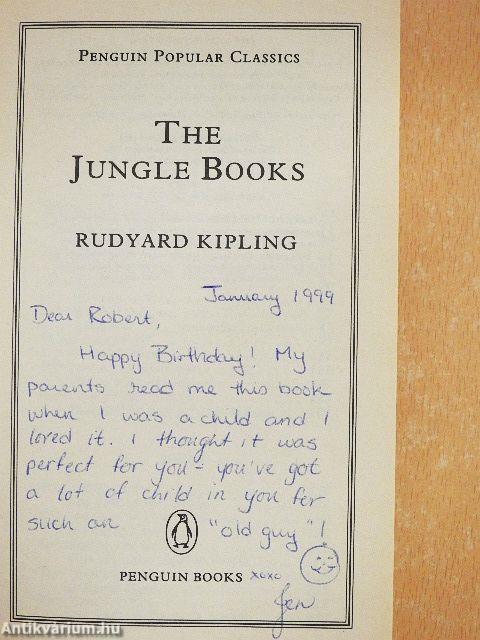 PENGUIN POPULAR CLASSICS
THE
JUNGLE BOOKS
RUDYARD KIPLING
January 1999
Dear Robert,
Happy Birthday! My
parents read me this book
when I was a child and I
loved it. I thought it was
perfect for you - you've got
a lot of child in you for
such an "old guy"!
PENGUIN BOOKS xoxo
Jen
Antikvárium.hu